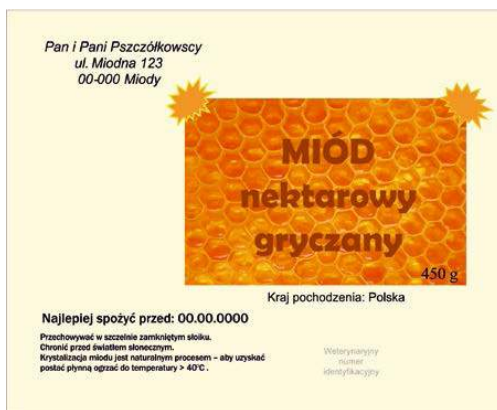 Pan i Pani Pszczółkowscy
ul. Miodna 123
00-000 Miody
MIÓD
nektarowy
gryczany
450 g
Kraj pochodzenia: Polska
Najlepiej spożyć przed: 00.00.0000
Przechowywać w szczelnie zamkniętym słoiku.
Chronić przed światłem słonecznym.
Krystalizacja miodu jest naturalnym procesem – aby uzyskać
postać płynną ogrzać do temperatury > 40°C .
Weterynaryjny
numer
identyfikacyjny